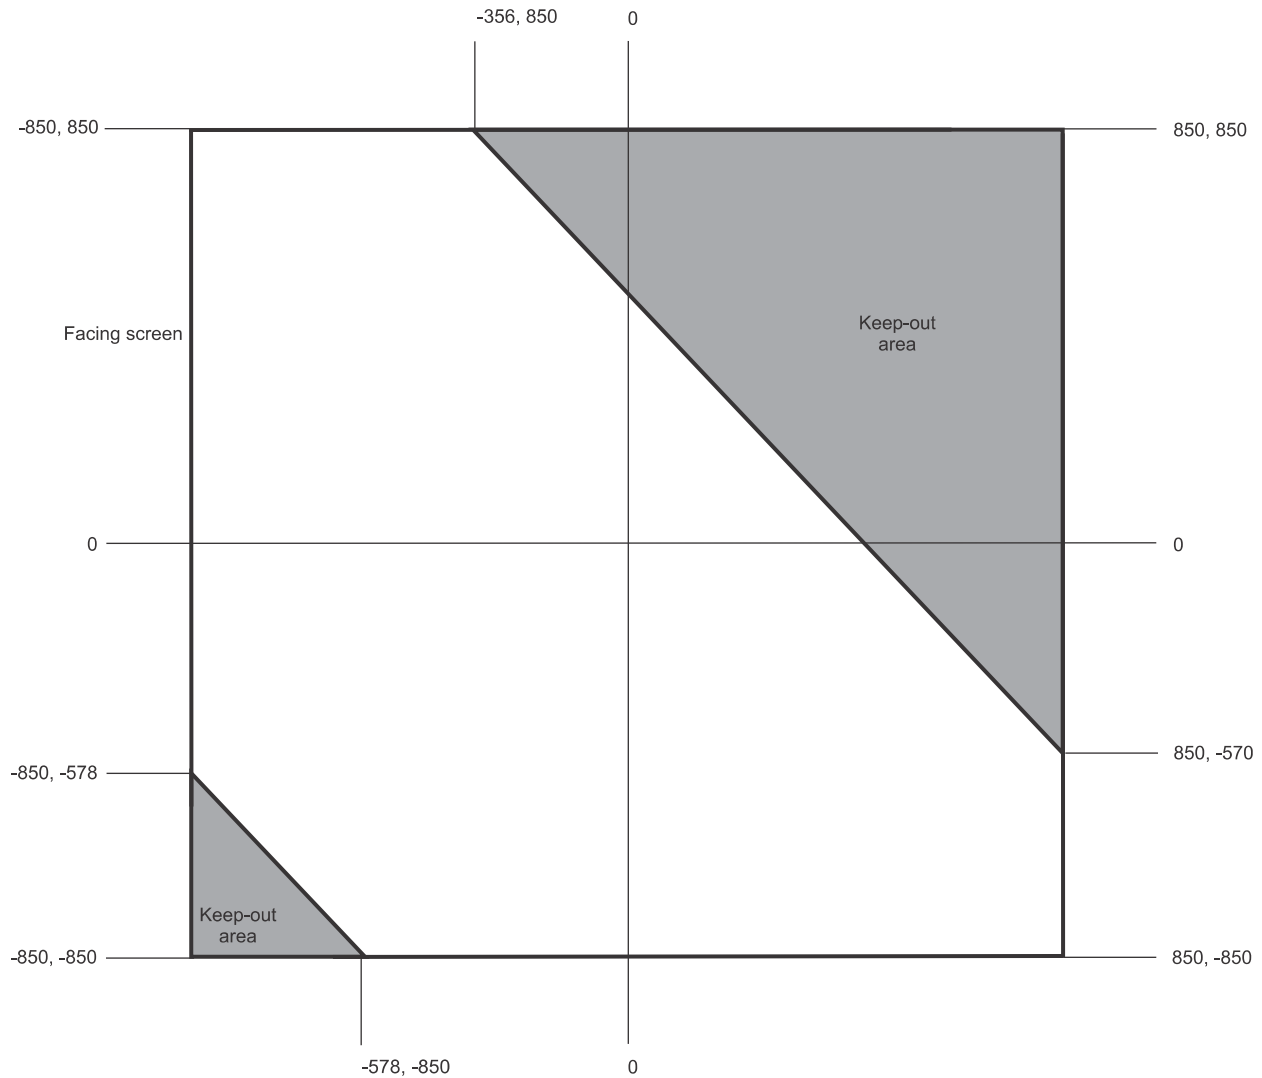 -356, 850
0
-850, 850
850, 850
Facing screen
Keep-out
area
0
0
850, -570
-850, -578
Keep-out
area
-850, -850
850, -850
-578, -850
0